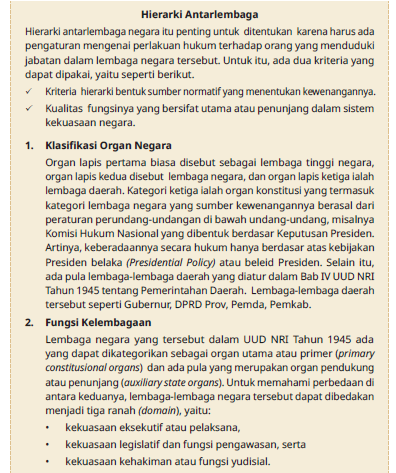 Hierarki Antarlembaga
Hierarki antarlembaga negara itu penting untuk ditentukan karena harus ada
pengaturan mengenai perlakuan hukum terhadap orang yang menduduki
jabatan dalam lembaga negara tersebut. Untuk itu, ada dua kriteria yang
dapat dipakai, yaitu seperti berikut.
✓ Kriteria hierarki bentuk sumber normatif yang menentukan kewenangannya.
✓ Kualitas fungsinya yang bersifat utama atau penunjang dalam sistem
kekuasaan negara.
1. Klasifikasi Organ Negara
Organ lapis pertama biasa disebut sebagai lembaga tinggi negara,
organ lapis kedua disebut lembaga negara, dan organ lapis ketiga ialah
lembaga daerah. Kategori ketiga ialah organ konstitusi yang termasuk
kategori lembaga negara yang sumber kewenangannya berasal dari
peraturan perundang-undangan di bawah undang-undang, misalnya
Komisi Hukum Nasional yang dibentuk berdasar Keputusan Presiden.
Artinya, keberadaannya secara hukum hanya berdasar atas kebijakan
Presiden belaka (Presidential Policy) atau beleid Presiden. Selain itu,
ada pula lembaga-lembaga daerah yang diatur dalam Bab IV UUD NRI
Tahun 1945 tentang Pemerintahan Daerah. Lembaga-lembaga daerah
tersebut seperti Gubernur, DPRD Prov, Pemda, Pemkab.
2. Fungsi Kelembagaan
Lembaga negara yang tersebut dalam UUD NRI Tahun 1945 ada
yang dapat dikategorikan sebagai organ utama atau primer (primary
constitutional organs) dan ada pula yang merupakan organ pendukung
atau penunjang (auxiliary state organs). Untuk memahami perbedaan di
antara keduanya, lembaga-lembaga negara tersebut dapat dibedakan
menjadi tiga ranah (domain), yaitu:
• kekuasaan eksekutif atau pelaksana,
• kekuasaan legislatif dan fungsi pengawasan, serta
• kekuasaan kehakiman atau fungsi yudisial.